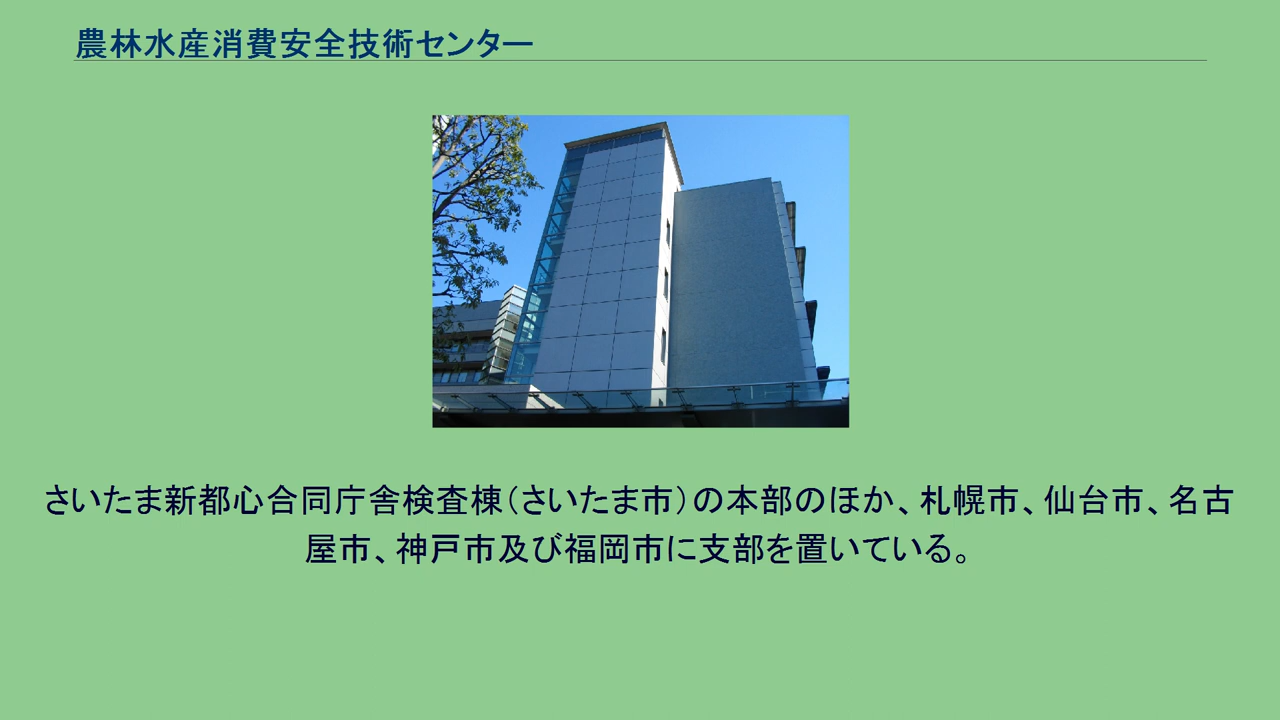 農林水産消費安全技術センター
さいたま新都心合同庁舎検査棟（さいたま市）の本部のほか、札幌市、仙台市、名古
屋市、神戸市及び福岡市に支部を置いている。